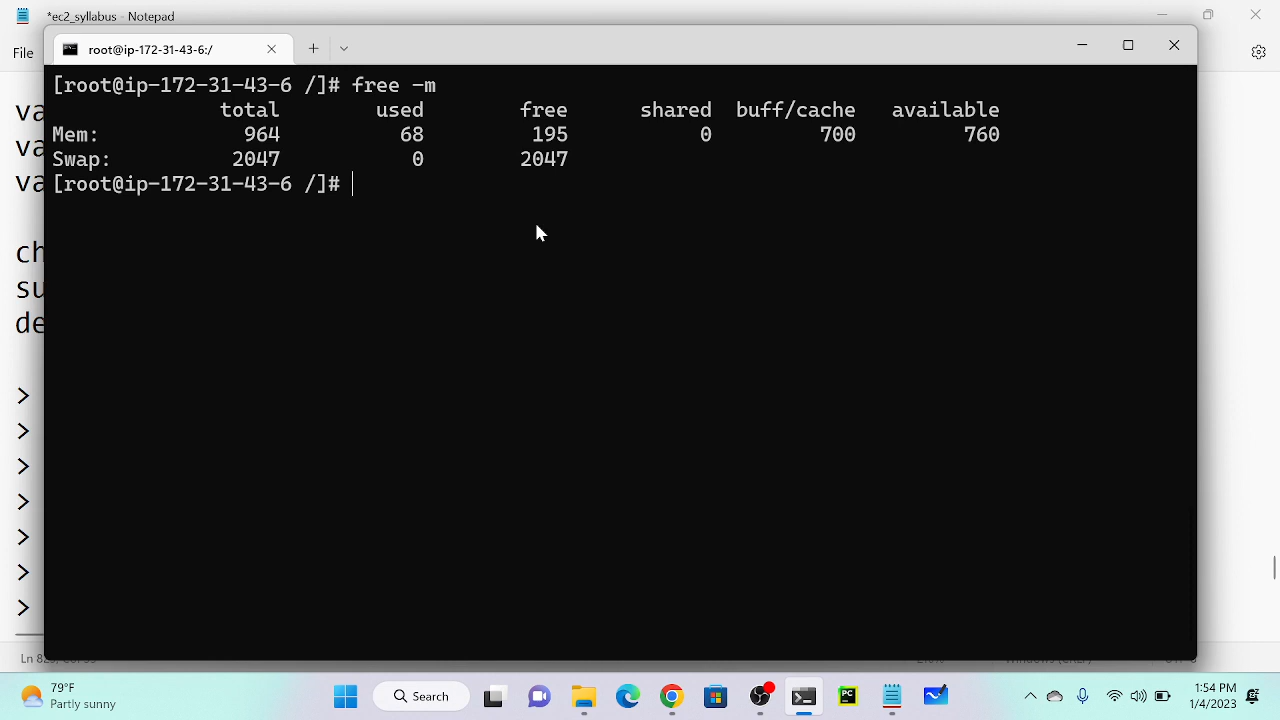 *ec2_syllabus - Notepad
root@ip-172-31-43-6:/
File
[root@ip-172-31-43-6 /]# free -m
total used free shared buff/cache available
Mem: 964 68 195 0 700 760
Swap: 2047 0 2047
[root@ip-172-31-43-6 /]#
va
va
va
ch
su
de
>
>
>
>
>
>
>
79°F
Partly cloudy
Search
PC
1:54 PM
1/4/2023